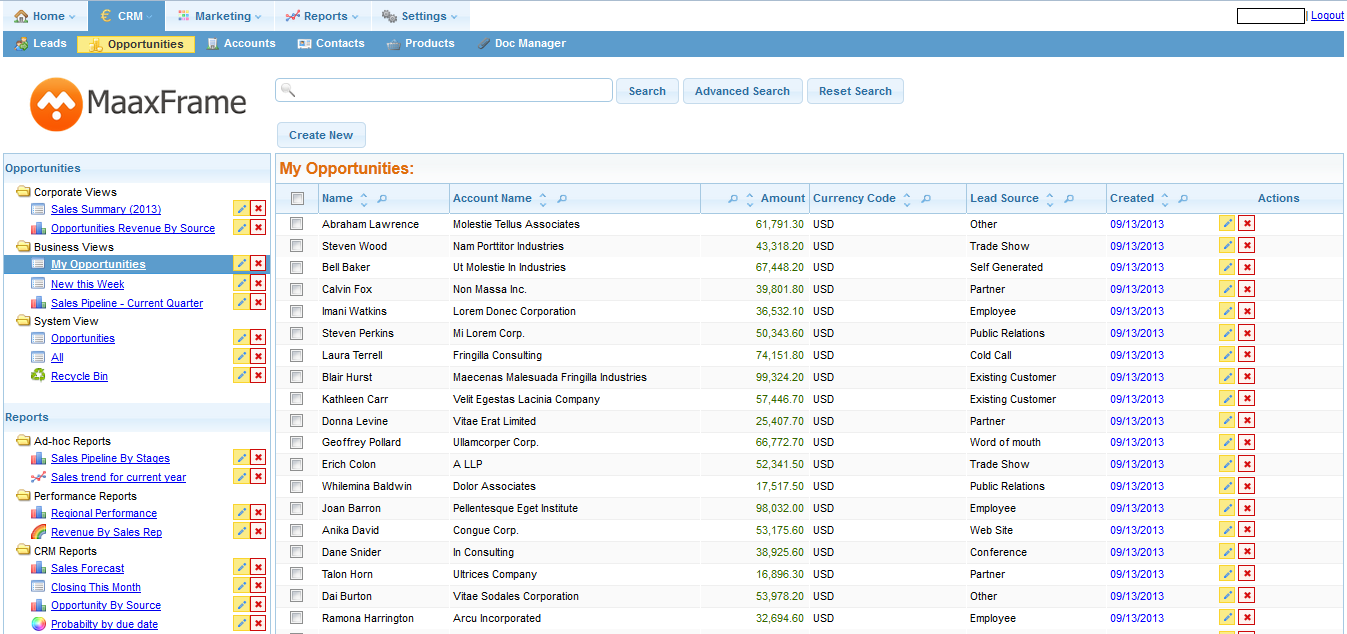 Home CRM Marketing Reports Settings | Logout
Leads Opportunities Accounts Contacts Products Doc Manager
MaaxFrame
Search Advanced Search Reset Search
Create New
Opportunities
Corporate Views
Sales Summary (2013)
Opportunities Revenue By Source
Business Views
My Opportunities
New this Week
Sales Pipeline - Current Quarter
System View
Opportunities
All
Recycle Bin
Reports
Ad-hoc Reports
Sales Pipeline By Stages
Sales trend for current year
Performance Reports
Regional Performance
Revenue By Sales Rep
CRM Reports
Sales Forecast
Closing This Month
Opportunity By Source
Probabilty by due date
My Opportunities:
Name Account Name Amount Currency Code Lead Source Created Actions
Abraham Lawrence Molestie Tellus Associates 61,791.30 USD Other 09/13/2013
Steven Wood Nam Porttitor Industries 43,318.20 USD Trade Show 09/13/2013
Bell Baker Ut Molestie In Industries 67,448.20 USD Self Generated 09/13/2013
Calvin Fox Non Massa Inc. 39,801.80 USD Partner 09/13/2013
Imani Watkins Lorem Donec Corporation 36,532.10 USD Employee 09/13/2013
Steven Perkins Mi Lorem Corp. 50,343.60 USD Public Relations 09/13/2013
Laura Terrell Fringilla Consulting 74,151.80 USD Cold Call 09/13/2013
Blair Hurst Maecenas Malesuada Fringilla Industries 99,324.20 USD Existing Customer 09/13/2013
Kathleen Carr Velit Egestas Lacinia Company 57,446.70 USD Existing Customer 09/13/2013
Donna Levine Vitae Erat Limited 25,407.70 USD Partner 09/13/2013
Geoffrey Pollard Ullamcorper Corp. 66,772.70 USD Word of mouth 09/13/2013
Erich Colon A LLP 52,341.50 USD Trade Show 09/13/2013
Whilemina Baldwin Dolor Associates 17,517.50 USD Public Relations 09/13/2013
Joan Barron Pellentesque Eget Institute 98,032.00 USD Employee 09/13/2013
Anika David Congue Corp. 53,175.60 USD Web Site 09/13/2013
Dane Snider In Consulting 38,925.60 USD Conference 09/13/2013
Talon Horn Ultrices Company 16,896.30 USD Partner 09/13/2013
Dai Burton Vitae Sodales Corporation 53,978.20 USD Other 09/13/2013
Ramona Harrington Arcu Incorporated 32,694.60 USD Employee 09/13/2013